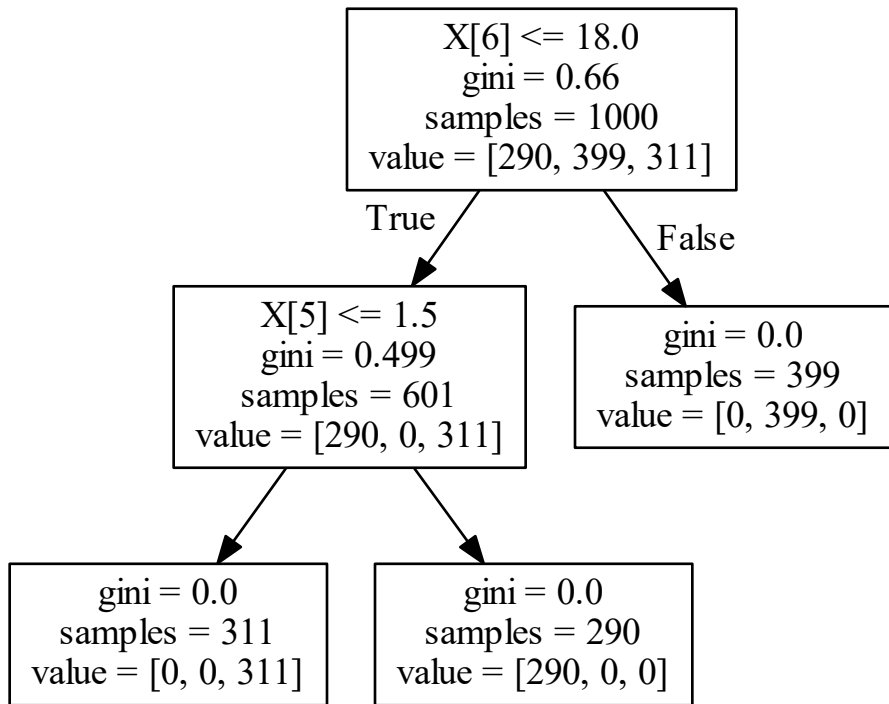 X[6] <= 18.0
gini = 0.66
samples = 1000
value = [290, 399, 311]
True
False
X[5] <= 1.5
gini = 0.499
samples = 601
value = [290, 0, 311]
gini = 0.0
samples = 399
value = [0, 399, 0]
gini = 0.0
samples = 311
value = [0, 0, 311]
gini = 0.0
samples = 290
value = [290, 0, 0]